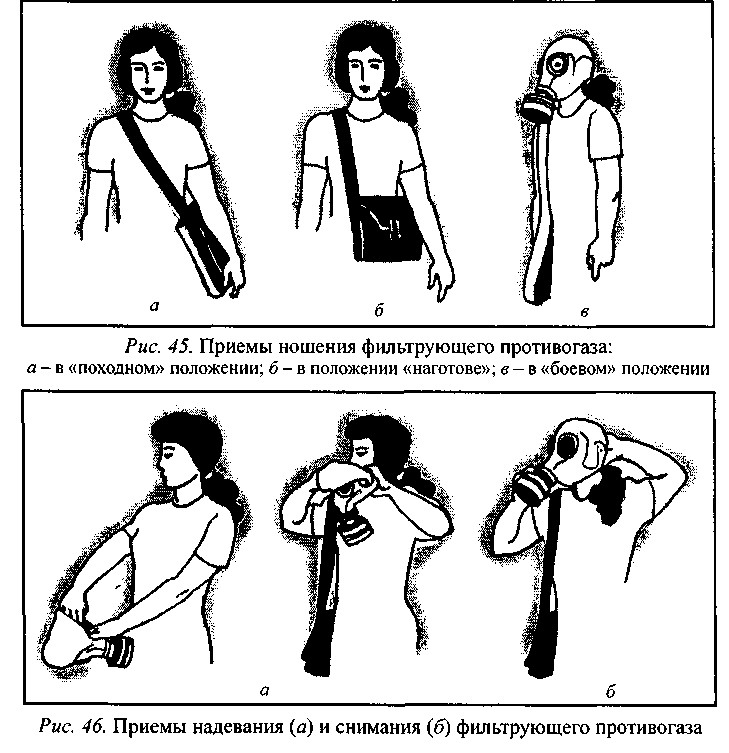 а
б
в
Рис. 45. Приемы ношения фильтрующего противогаза:
а – в «походном» положении; б – в положении «наготове»; в – в «боевом» положении
а
б
Рис. 46. Приемы надевания (а) и снимания (б) фильтрующего противогаза